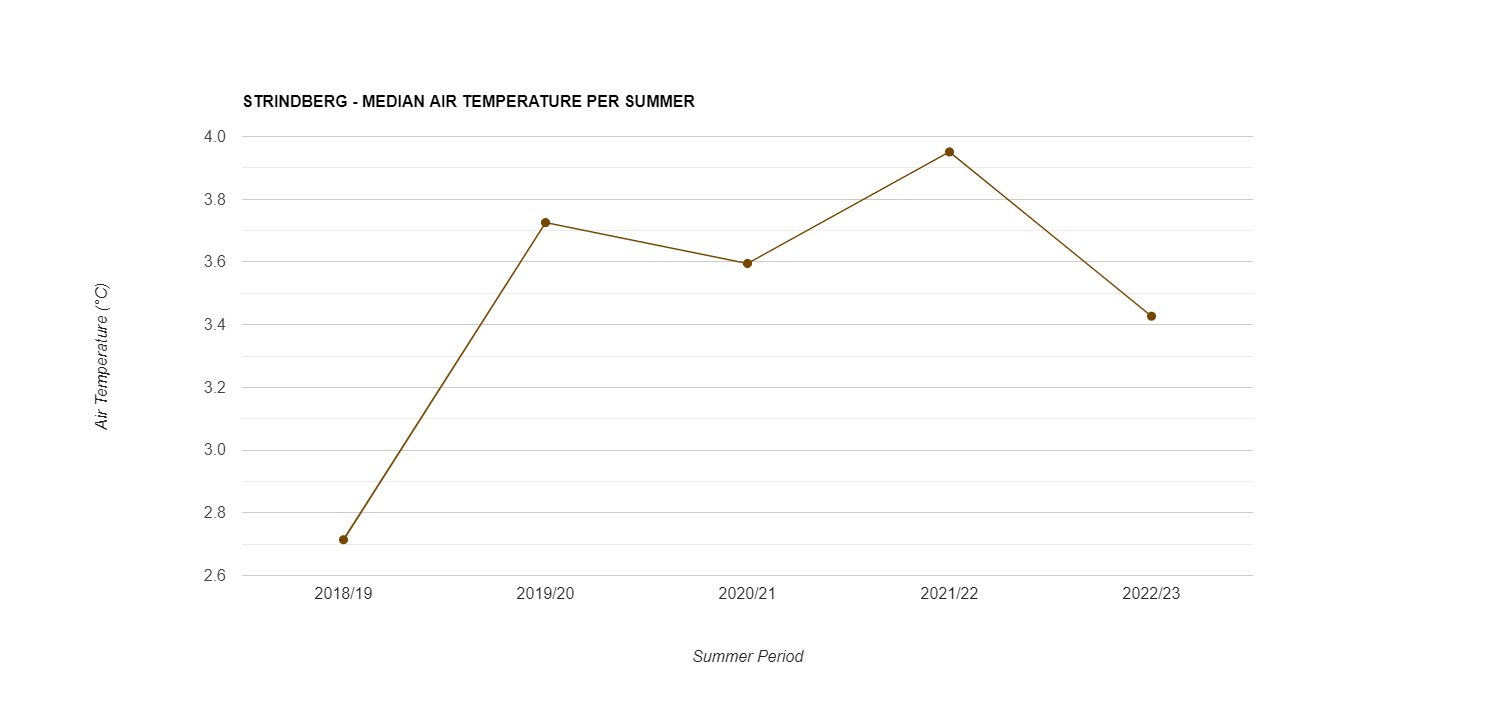 STRINDBERG - MEDIAN AIR TEMPERATURE PER SUMMER
4.0
3.8
3.6
3.4
3.2
3.0
2.8
2.6
Air Temperature (°C)
2018/19 2019/20 2020/21 2021/22 2022/23
Summer Period